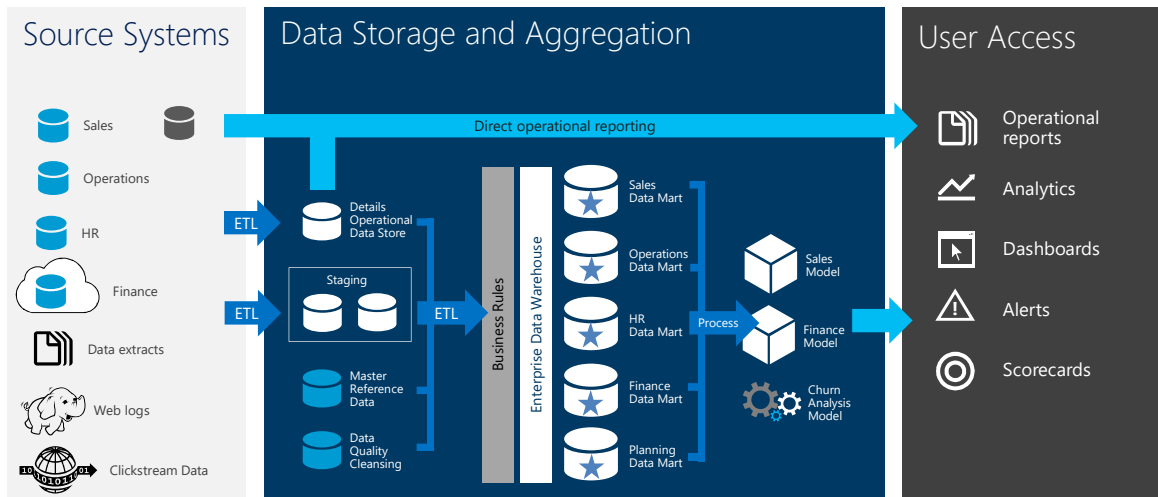 Source Systems
Data Storage and Aggregation
User Access
Sales
Operations
HR
Finance
Data extracts
Web logs
Clickstream Data
10
01
1010110
ETL
ETL
Direct operational reporting
Details
Operational
Data Store
Staging
Master
Reference
Data
Data
Quality
Cleansing
ETL
Business Rules
Enterprise Data Warehouse
Sales
Data Mart
Operations
Data Mart
HR
Data Mart
Finance
Data Mart
Planning
Data Mart
Process
Sales
Model
Finance
Model
Churn
Analysis
Model
Operational
reports
Analytics
Dashboards
Alerts
Scorecards